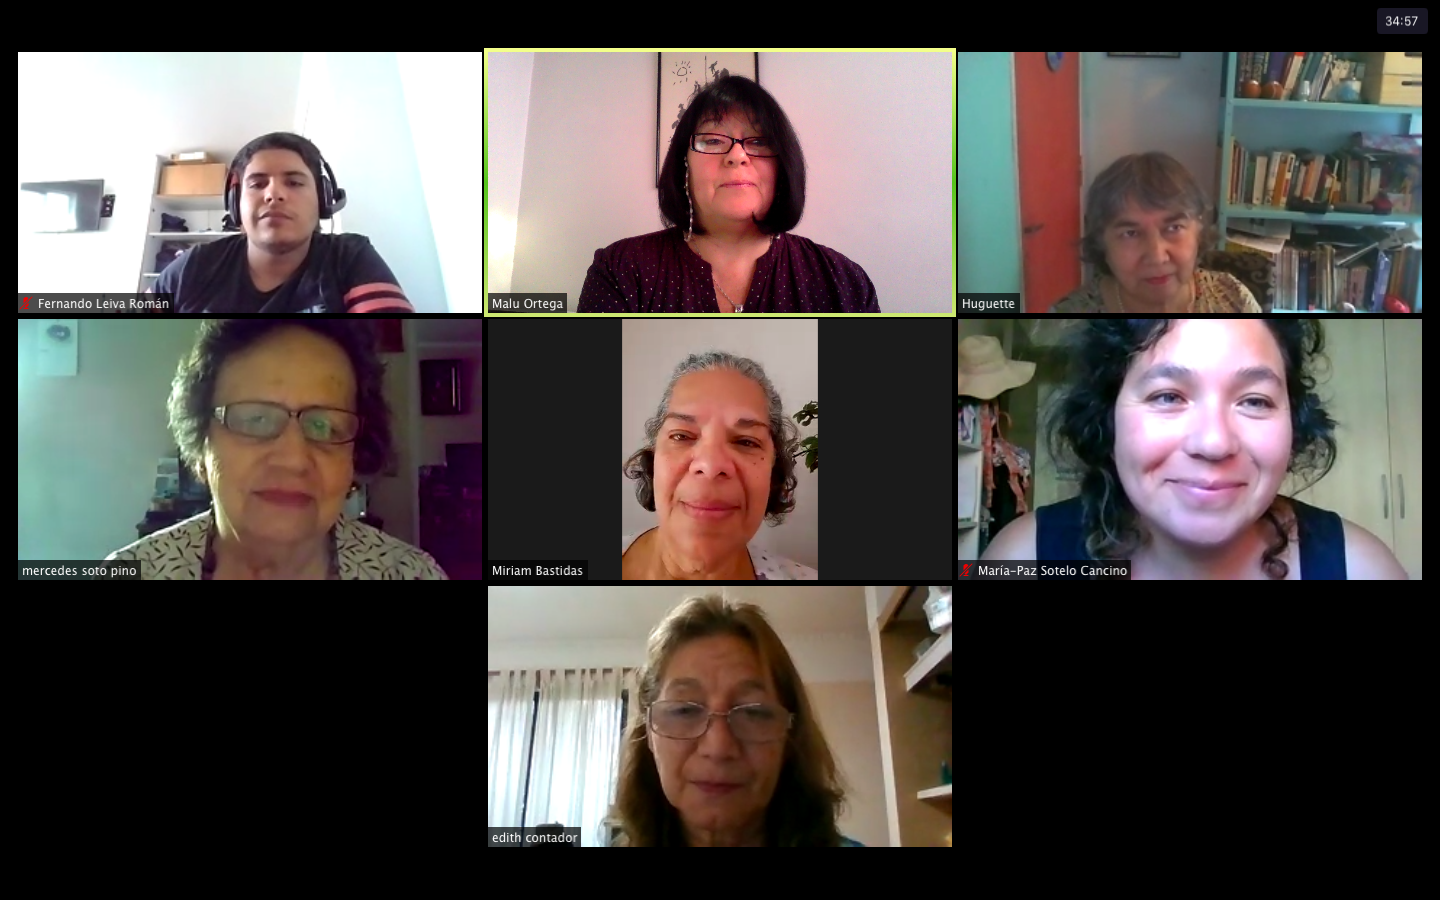 34:57
Fernando Leiva Román
Malu Ortega
Huguette
mercedes soto pino
Miriam Bastidas
María-Paz Sotelo Cancino
edith contador